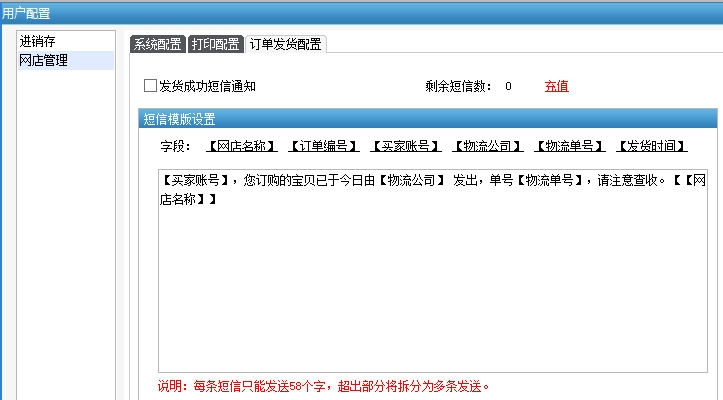 用户配置
进销存
网店管理
系统配置 打印配置 订单发货配置
发货成功短信通知 剩余短信数： 0 充值
短信模版设置
字段： 【网店名称】 【订单编号】 【买家账号】 【物流公司】 【物流单号】 【发货时间】
【买家账号】，您订购的宝贝已于今日由【物流公司】 发出，单号【物流单号】，请注意查收。【【网
店名称】】
说明：每条短信只能发送58个字，超出部分将拆分为多条发送。